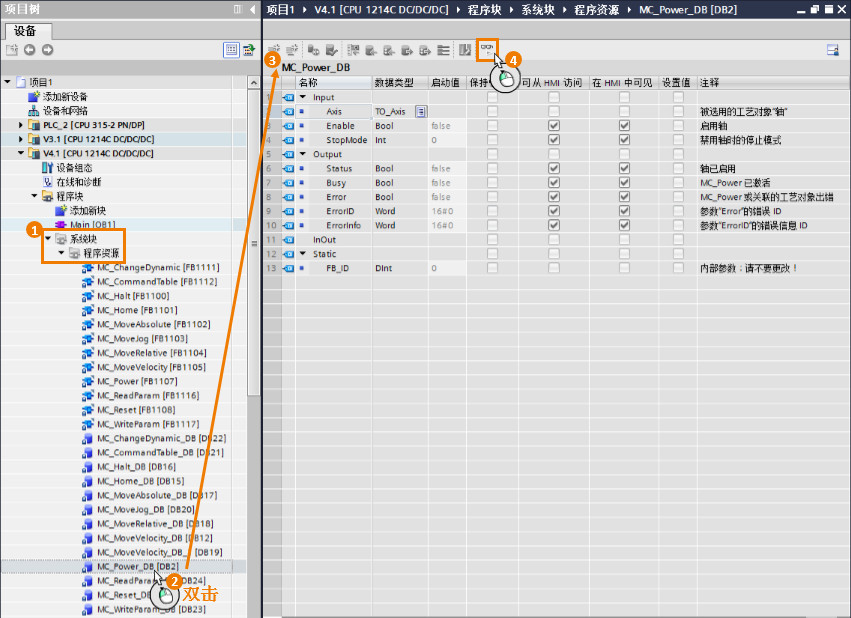 项目树
设备
项目1
添加新设备
设备和网络
PLC_2 [CPU 315-2 PN/DP]
V3.1 [CPU 1214C DC/DC/DC]
V4.1 [CPU 1214C DC/DC/DC]
设备组态
在线和诊断
程序块
添加新块
Main [OB1]
1
系统块
程序资源
MC_ChangeDynamic [FB1111]
MC_CommandTable [FB1112]
MC_Halt [FB1100]
MC_Home [FB1101]
MC_MoveAbsolute [FB1102]
MC_MoveJog [FB1103]
MC_MoveRelative [FB1104]
MC_MoveVelocity [FB1105]
MC_Power [FB1107]
MC_ReadParam [FB1116]
MC_Reset [FB1108]
MC_WriteParam [FB1117]
MC_ChangeDynamic_DB [DB22]
MC_CommandTable_DB [DB21]
MC_Halt_DB [DB16]
MC_Home_DB [DB15]
MC_MoveAbsolute_DB [DB17]
MC_MoveJog_DB [DB20]
MC_MoveRelative_DB [DB18]
MC_MoveVelocity_DB [DB12]
MC_MoveVelocity_DB_ [DB19]
MC_Power_DB [DB2]
MC_ReadParam DB24]
2 双击
MC_Reset_DB
MC_WriteParam_DB [DB23]
项目1 V4.1 [CPU 1214C DC/DC/DC] 程序块 系统块 程序资源 MC_Power_DB [DB2]
3
4
MC_Power_DB
名称 数据类型 启动值 保持 可从 HMI 访问 在 HMI 中可见 设置值 注释
1 Input
Axis TO_Axis 被选用的工艺对象“轴”
3 Enable Bool false 启用轴
4 StopMode Int 0 禁用轴时的停止模式
5 Output
6 Status Bool false 轴已启用
7 Busy Bool false MC_Power 已激活
8 Error Bool false MC_Power 或关联的工艺对象出错
9 ErrorID Word 16#0 参数“Error”的错误 ID
10 ErrorInfo Word 16#0 参数“ErrorID”的错误信息 ID
11 InOut
12 Static
13 FB_ID DInt 0 内部参数：请不要更改！